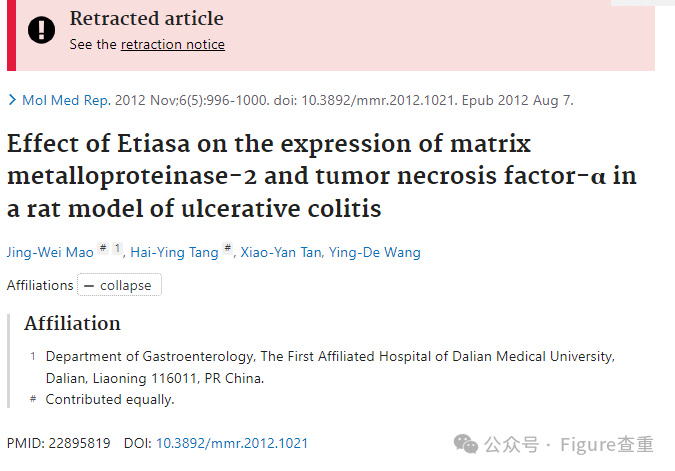 Retracted article
See the retraction notice
Mol Med Rep. 2012 Nov;6(5):996-1000. doi: 10.3892/mmr.2012.1021. Epub 2012 Aug 7.
Effect of Etiasa on the expression of matrix
metalloproteinase-2 and tumor necrosis factor-α in
a rat model of ulcerative colitis
Jing-Wei Mao # 1, Hai-Ying Tang #, Xiao-Yan Tan, Ying-De Wang
Affiliations — collapse
Affiliation
1 Department of Gastroenterology, The First Affiliated Hospital of Dalian Medical University,
Dalian, Liaoning 116011, PR China.
# Contributed equally.
PMID: 22895819 DOI: 10.3892/mmr.2012.1021
公众号 · Figure查重